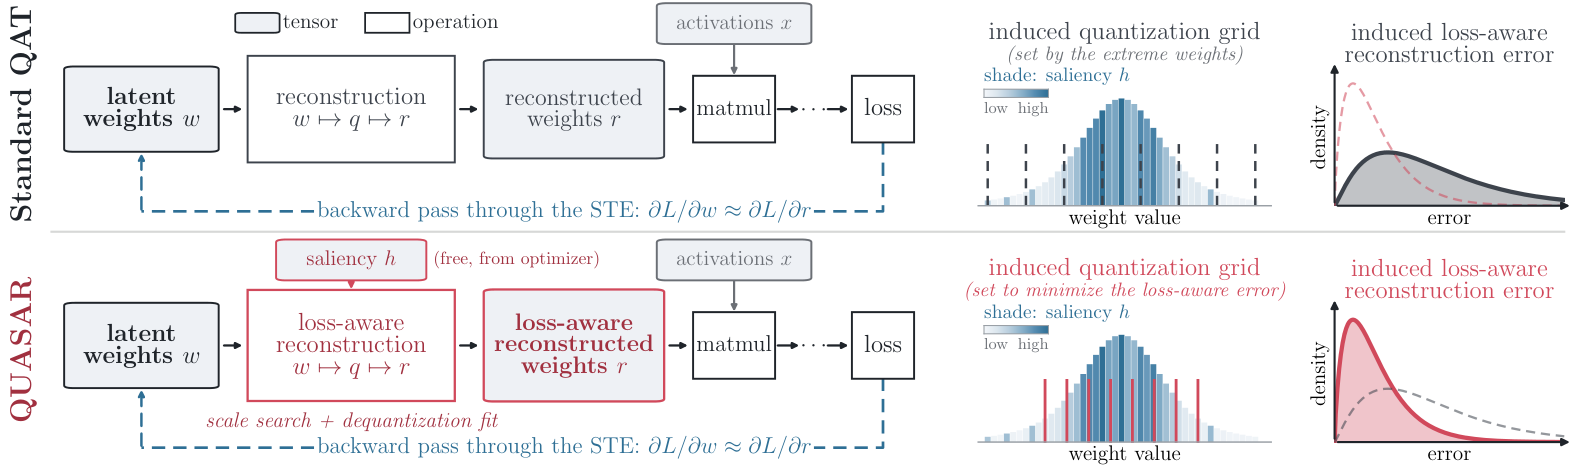 Standard QAT
tensor
operation
activations x
latent
weights w
reconstruction
w ↦ q ↦ r
reconstructed
weights r
matmul
···
loss
backward pass through the STE: ∂L/∂w ≈ ∂L/∂r
induced quantization grid
(set by the extreme weights)
shade: saliency h
low high
weight value
induced loss-aware
reconstruction error
density
error
QUASAR
saliency h
(free, from optimizer)
activations x
latent
weights w
loss-aware
reconstruction
w ↦ q ↦ r
loss-aware
reconstructed
weights r
matmul
···
loss
scale search + dequantization fit
backward pass through the STE: ∂L/∂w ≈ ∂L/∂r
induced quantization grid
(set to minimize the loss-aware error)
shade: saliency h
low high
weight value
induced loss-aware
reconstruction error
density
error